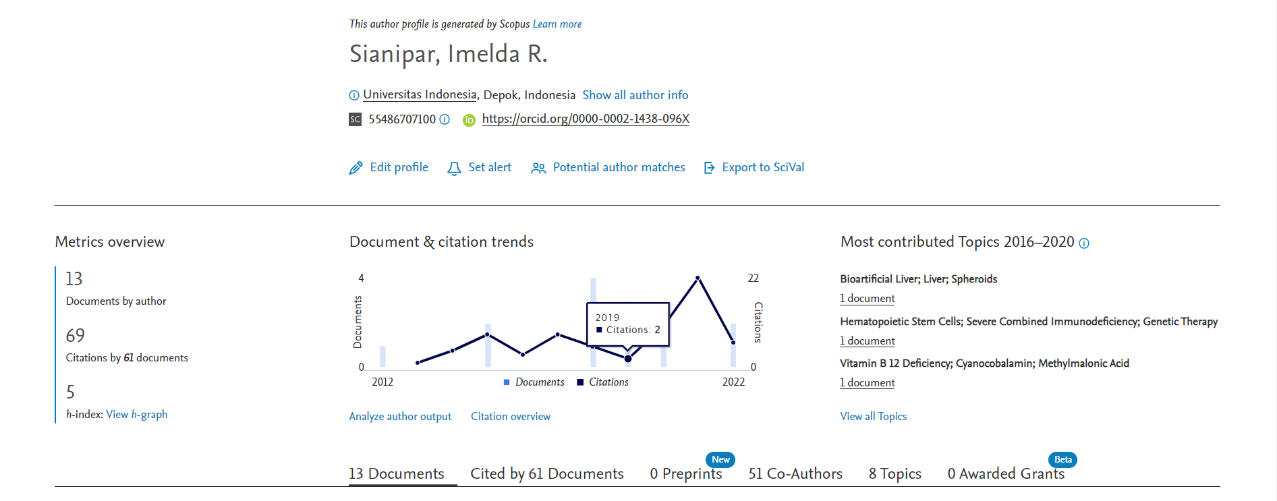 This author profile is generated by Scopus Learn more
Sianipar, Imelda R.
Universitas Indonesia, Depok, Indonesia Show all author info
SC 55486707100 iD https://orcid.org/0000-0002-1438-096X
Edit profile Set alert Potential author matches Export to SciVal
Metrics overview
13
Documents by author
69
Citations by 61 documents
5
h-index: View h-graph
Document & citation trends
4
22
Documents
Citations
2019
Citations: 2
0
0
2012
2022
Documents Citations
Analyze author output Citation overview
Most contributed Topics 2016–2020
Bioartificial Liver; Liver; Spheroids
1 document
Hematopoietic Stem Cells; Severe Combined Immunodeficiency; Genetic Therapy
1 document
Vitamin B 12 Deficiency; Cyanocobalamin; Methylmalonic Acid
1 document
View all Topics
New
Beta
13 Documents Cited by 61 Documents 0 Preprints 51 Co-Authors 8 Topics 0 Awarded Grants